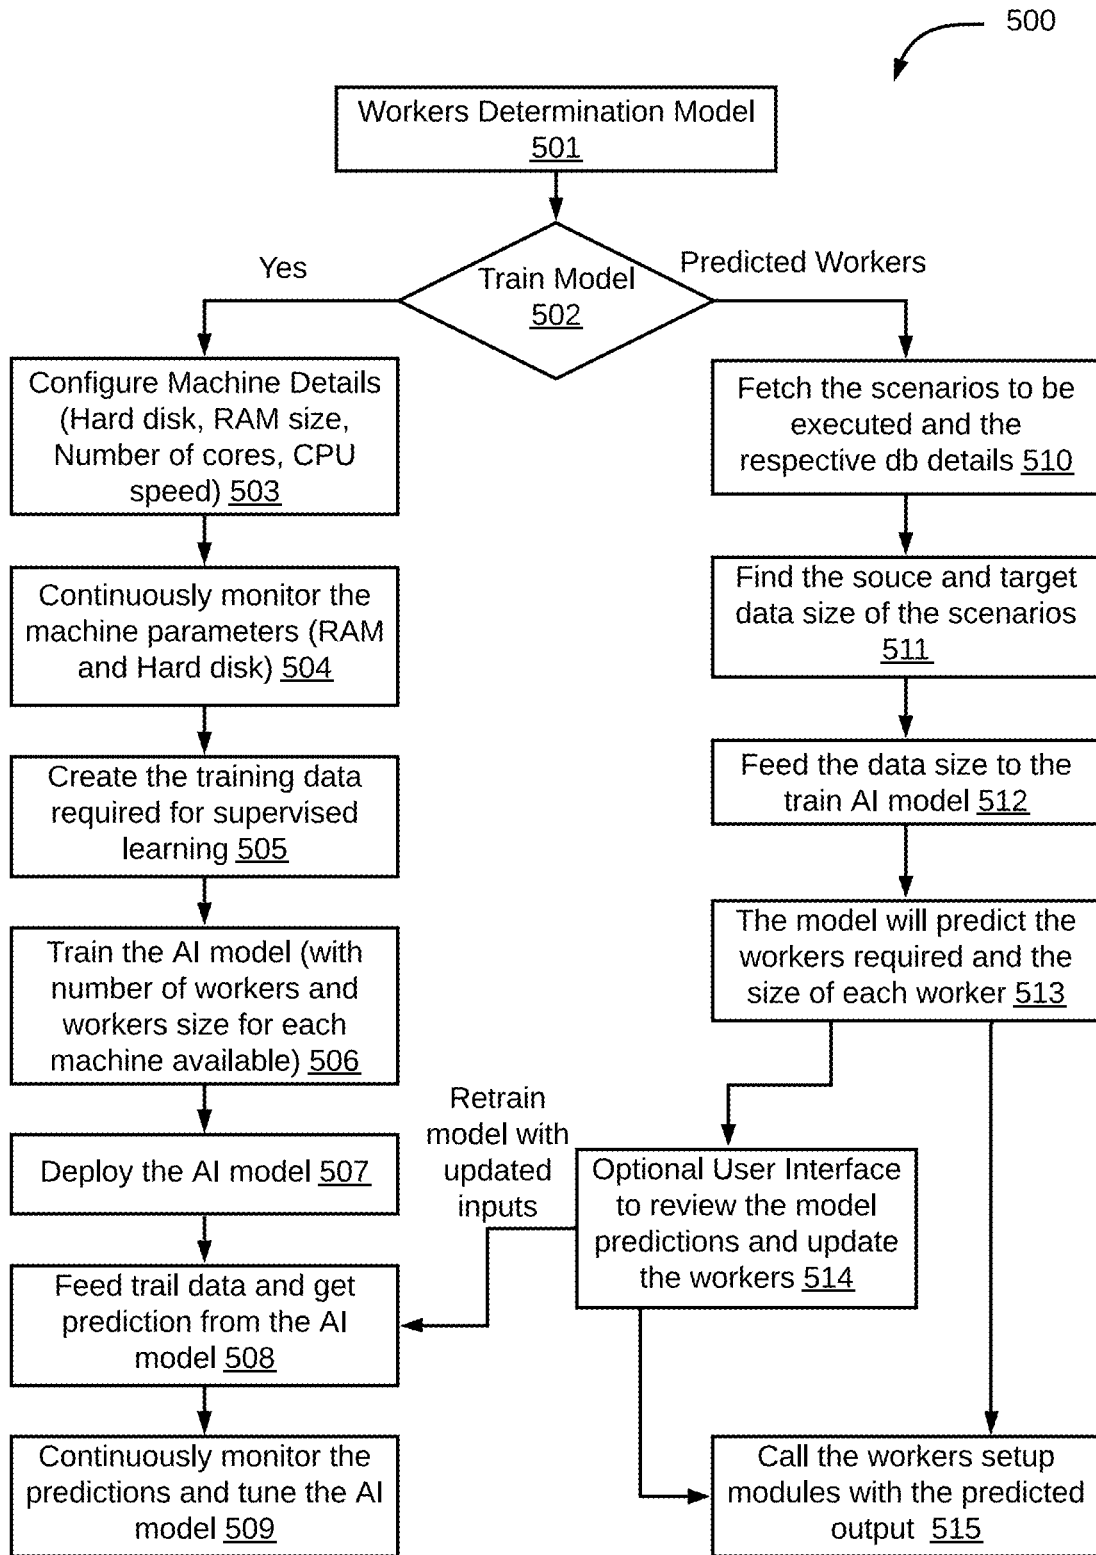 500
Workers Determination Model
501
Train Model
502
Yes
Predicted Workers
Configure Machine Details
(Hard disk, RAM size,
Number of cores, CPU
speed) 503
Continuously monitor the
machine parameters (RAM
and Hard disk) 504
Create the training data
required for supervised
learning 505
Train the AI model (with
number of workers and
workers size for each
machine available) 506
Deploy the AI model 507
Feed trail data and get
prediction from the AI
model 508
Continuously monitor the
predictions and tune the AI
model 509
Fetch the scenarios to be
executed and the
respective db details 510
Find the souce and target
data size of the scenarios
511
Feed the data size to the
train AI model 512
The model will predict the
workers required and the
size of each worker 513
Retrain
model with
updated
inputs
Optional User Interface
to review the model
predictions and update
the workers 514
Call the workers setup
modules with the predicted
output 515